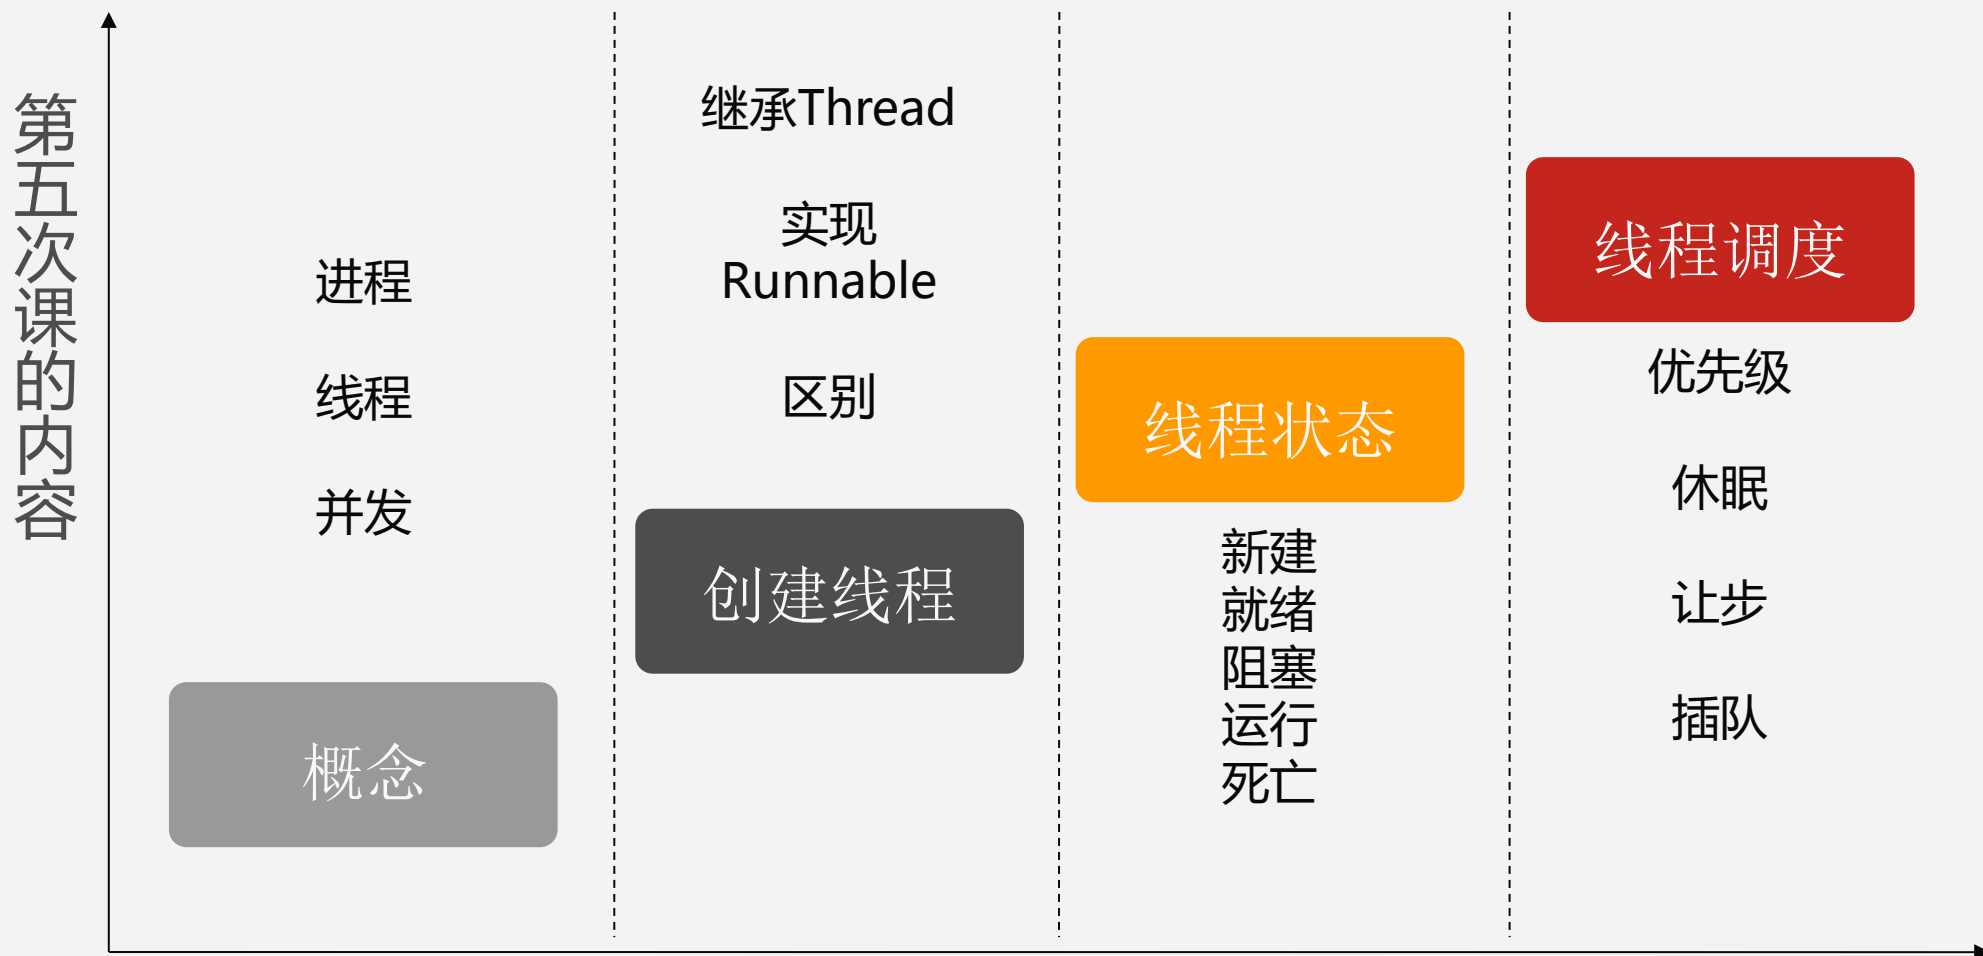 第五次课的内容
进程
线程
并发
概念
继承Thread
实现
Runnable
区别
创建线程
线程状态
新建
就绪
阻塞
运行
死亡
线程调度
优先级
休眠
让步
插队